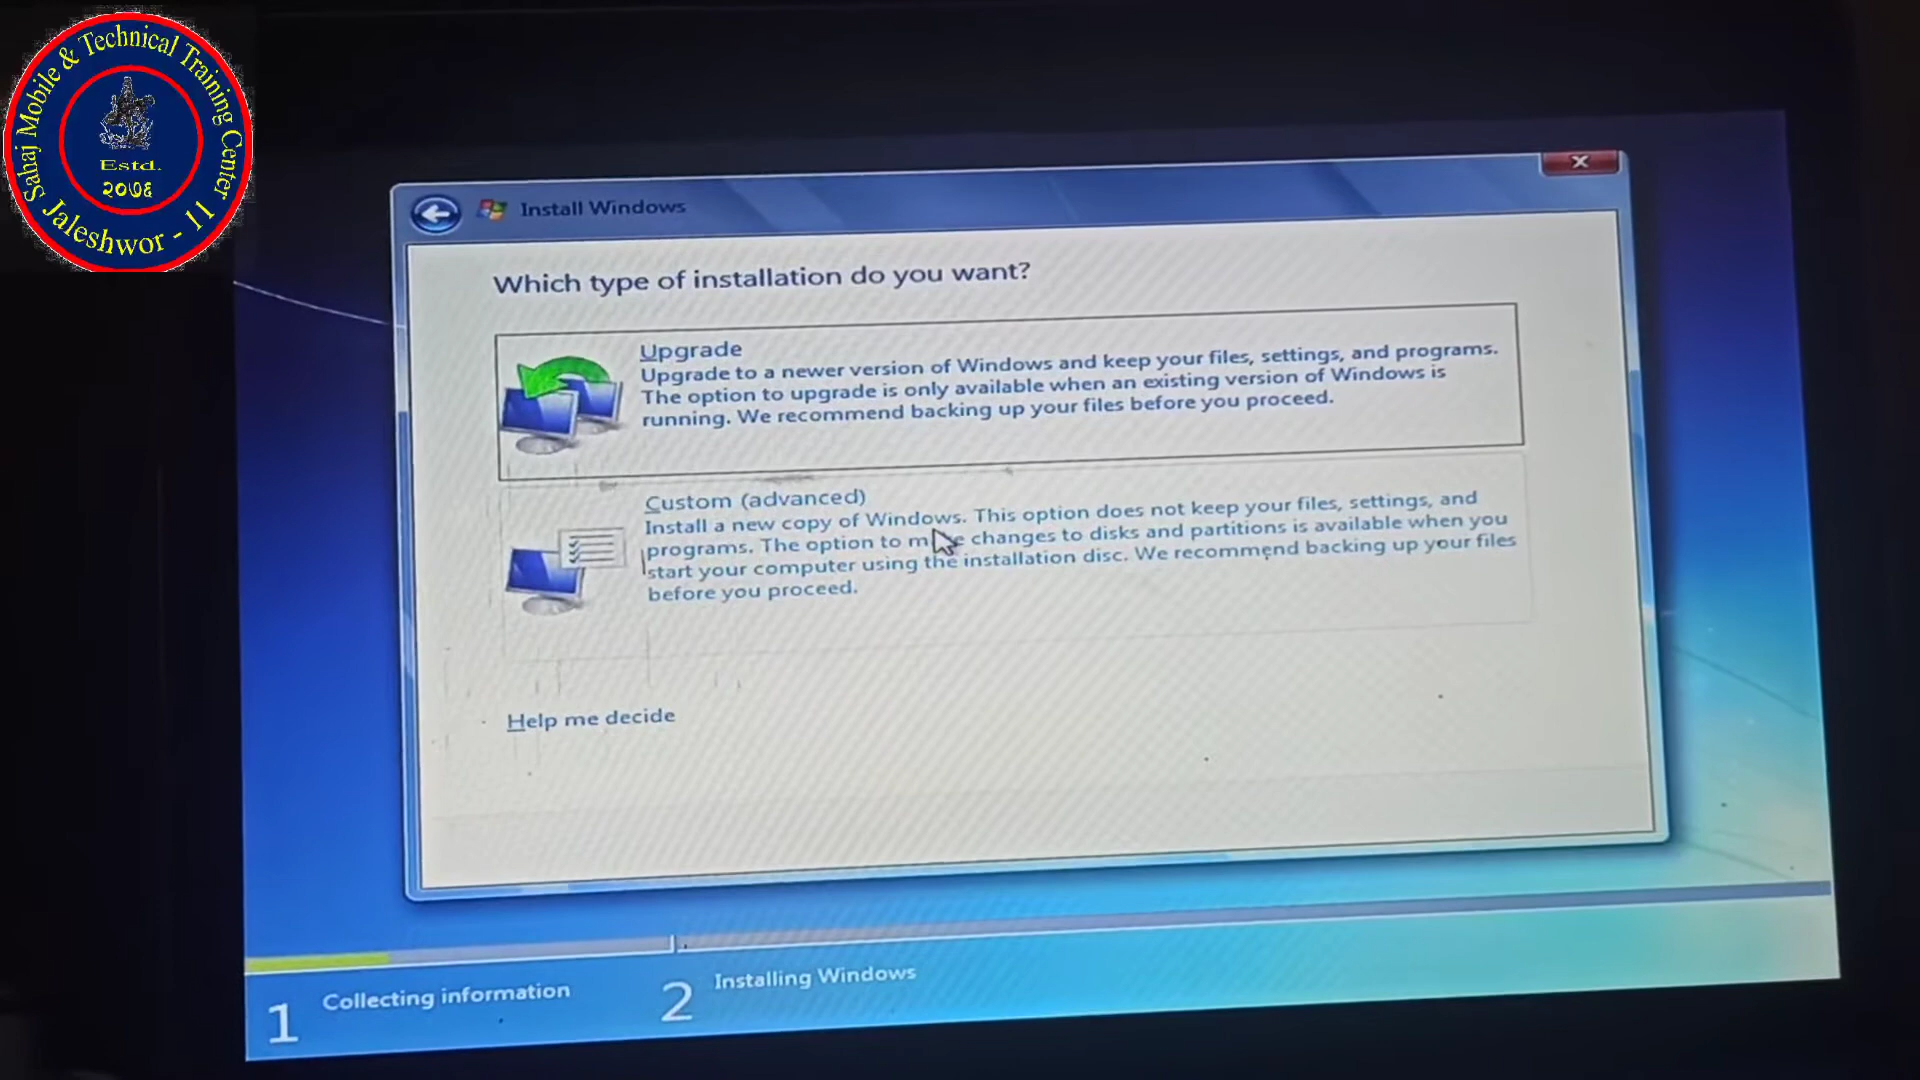 Sahaj Mobile & Technical Training Center
Estd.
२०७६
Jaleshwor - 11
Install Windows
Which type of installation do you want?
Upgrade
Upgrade to a newer version of Windows and keep your files, settings, and programs.
The option to upgrade is only available when an existing version of Windows is
running. We recommend backing up your files before you proceed.
Custom (advanced)
Install a new copy of Windows. This option does not keep your files, settings, and
programs. The option to make changes to disks and partitions is available when you
start your computer using the installation disc. We recommend backing up your files
before you proceed.
Help me decide
1 Collecting information
2 Installing Windows